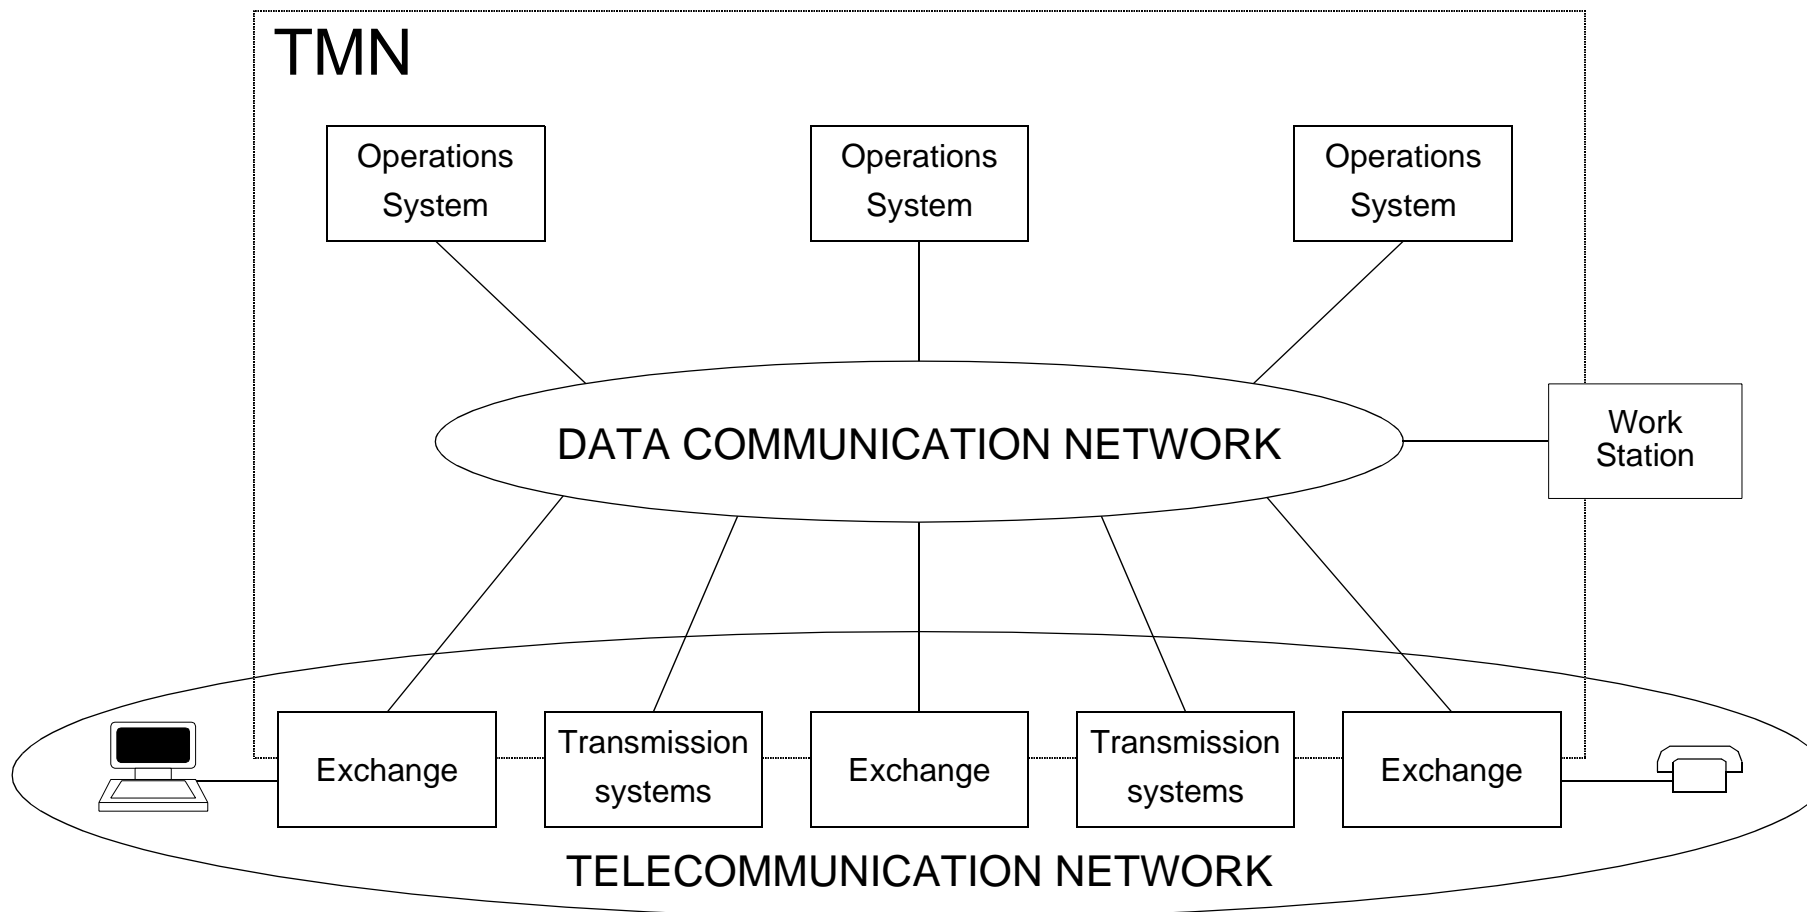 TMN
Operations
System
Operations
System
Operations
System
DATA COMMUNICATION NETWORK
Work
Station
Exchange
Transmission
systems
Exchange
Transmission
systems
Exchange
TELECOMMUNICATION NETWORK